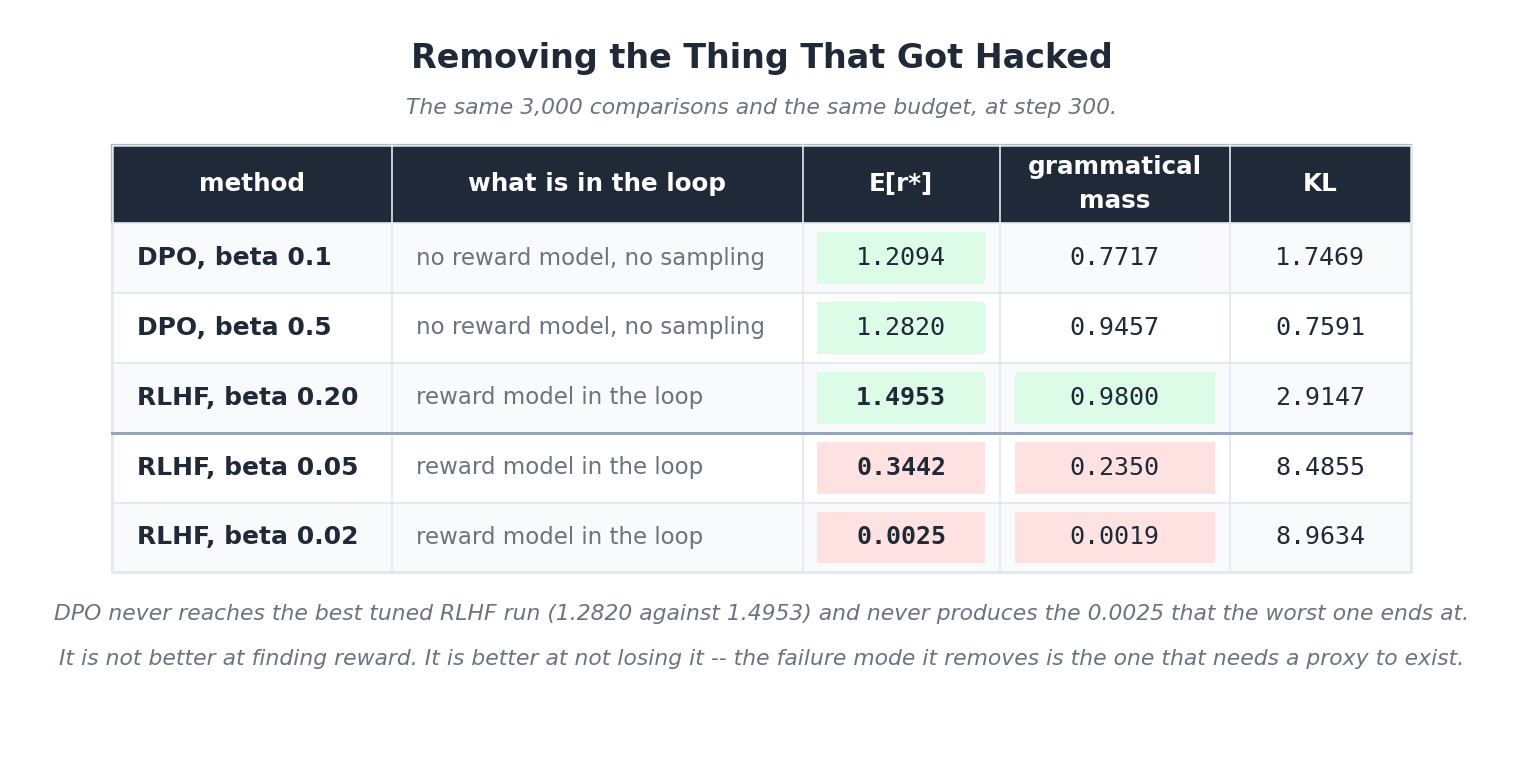 Removing the Thing That Got Hacked
The same 3,000 comparisons and the same budget, at step 300.
method what is in the loop E[r*] grammatical mass KL
DPO, beta 0.1 no reward model, no sampling 1.2094 0.7717 1.7469
DPO, beta 0.5 no reward model, no sampling 1.2820 0.9457 0.7591
RLHF, beta 0.20 reward model in the loop 1.4953 0.9800 2.9147
RLHF, beta 0.05 reward model in the loop 0.3442 0.2350 8.4855
RLHF, beta 0.02 reward model in the loop 0.0025 0.0019 8.9634
DPO never reaches the best tuned RLHF run (1.2820 against 1.4953) and never produces the 0.0025 that the worst one ends at.
It is not better at finding reward. It is better at not losing it -- the failure mode it removes is the one that needs a proxy to exist.